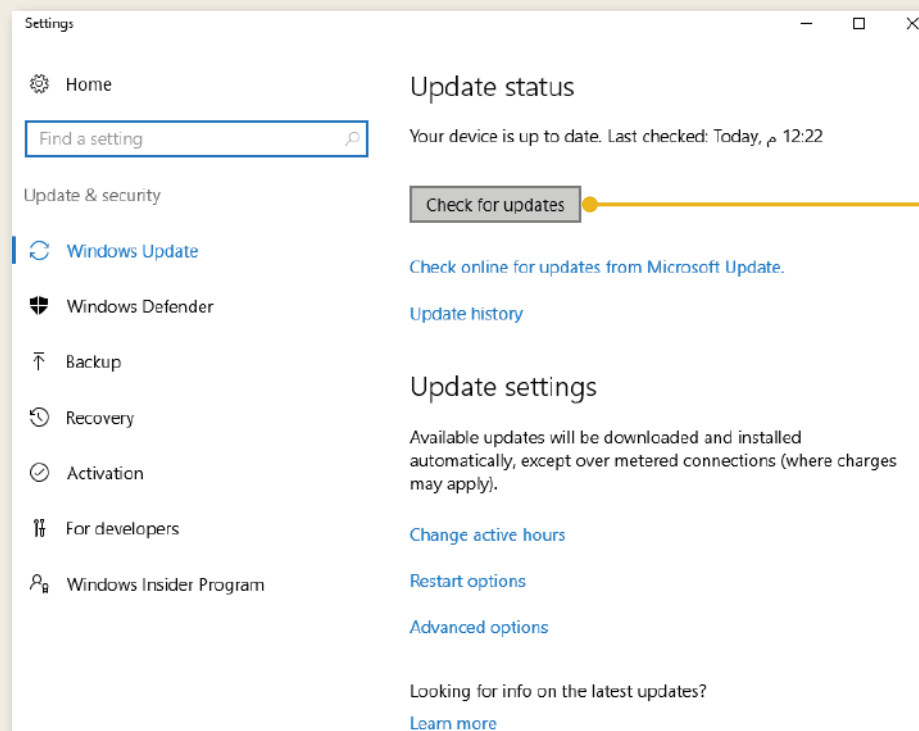 Settings
Home
Find a setting
Update & security
Windows Update
Windows Defender
Backup
Recovery
Activation
For developers
Windows Insider Program
Update status
Your device is up to date. Last checked: Today, م 12:22
Check for updates
Check online for updates from Microsoft Update.
Update history
Update settings
Available updates will be downloaded and installed
automatically, except over metered connections (where charges
may apply).
Change active hours
Restart options
Advanced options
Looking for info on the latest updates?
Learn more